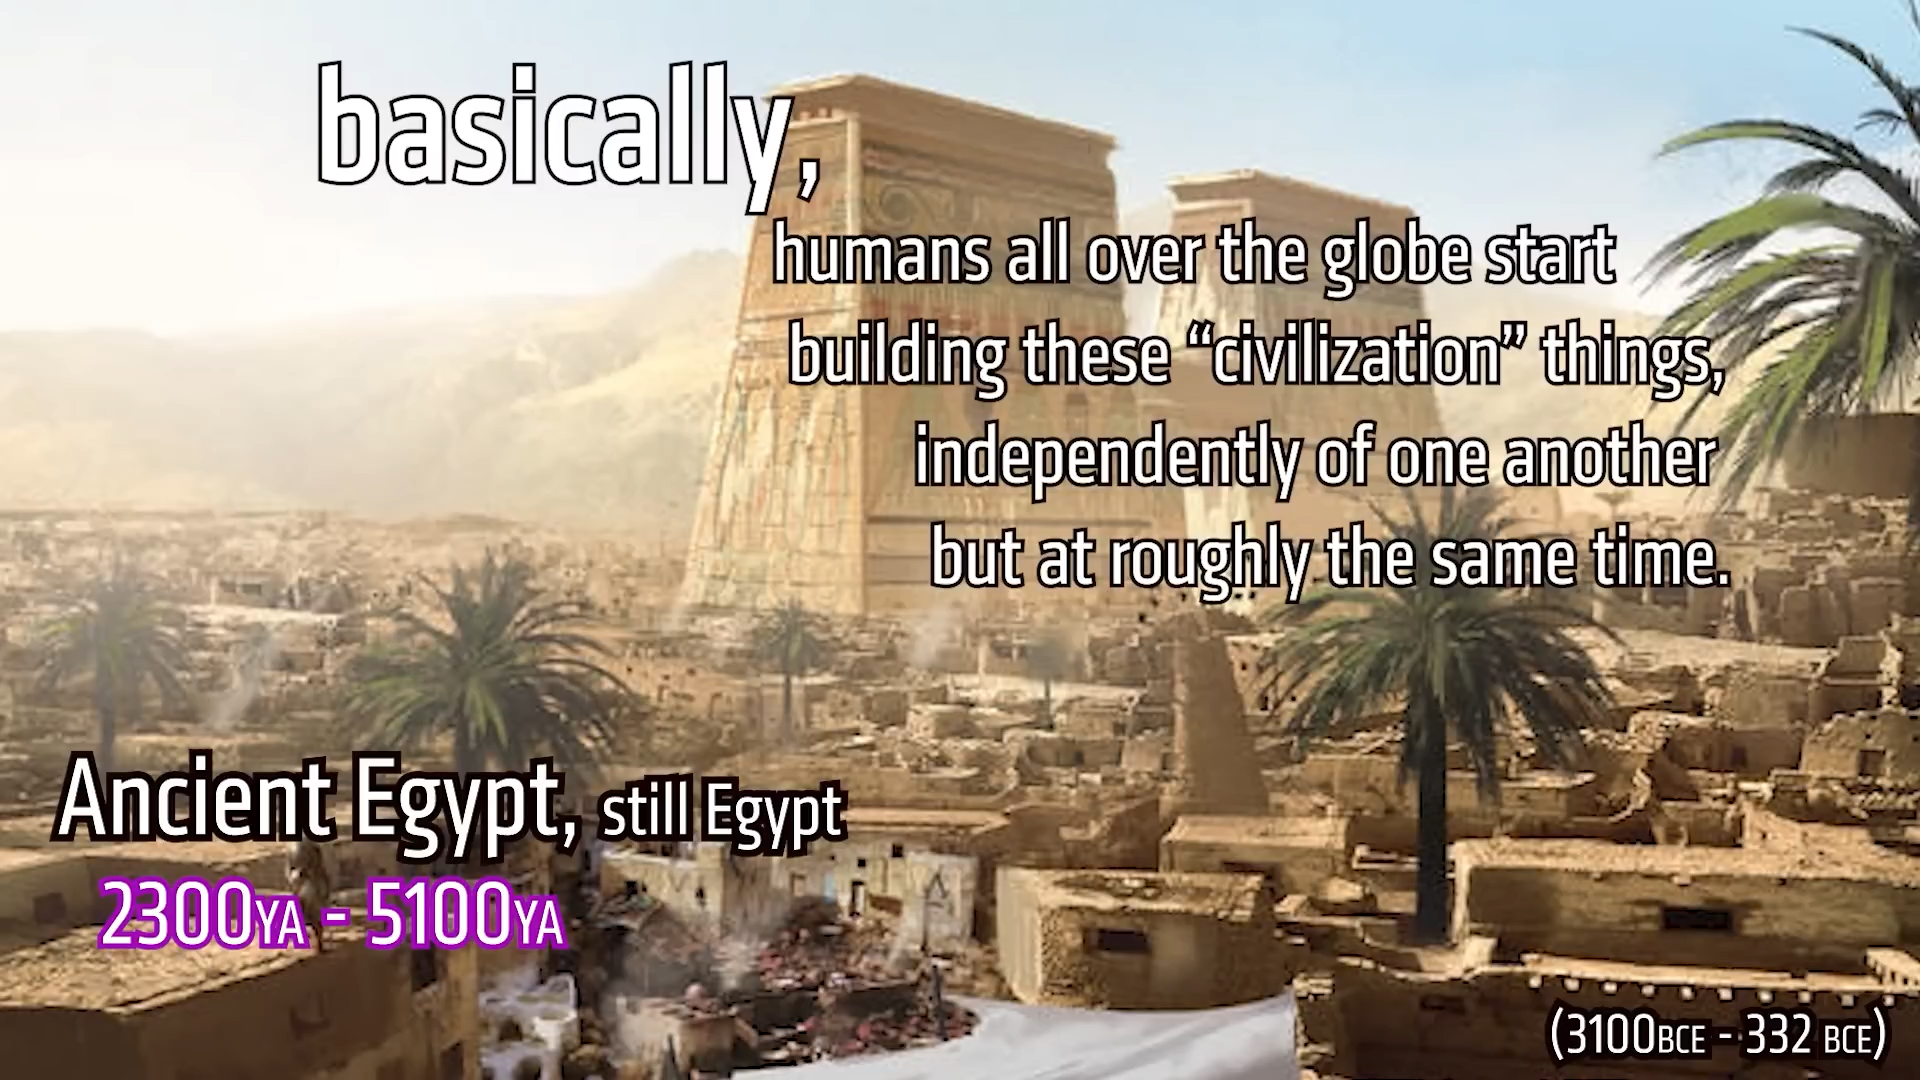 basically,
humans all over the globe start
building these “civilization” things,
independently of one another
but at roughly the same time.
Ancient Egypt, still Egypt
2300YA - 5100YA
(3100BCE - 332 BCE)